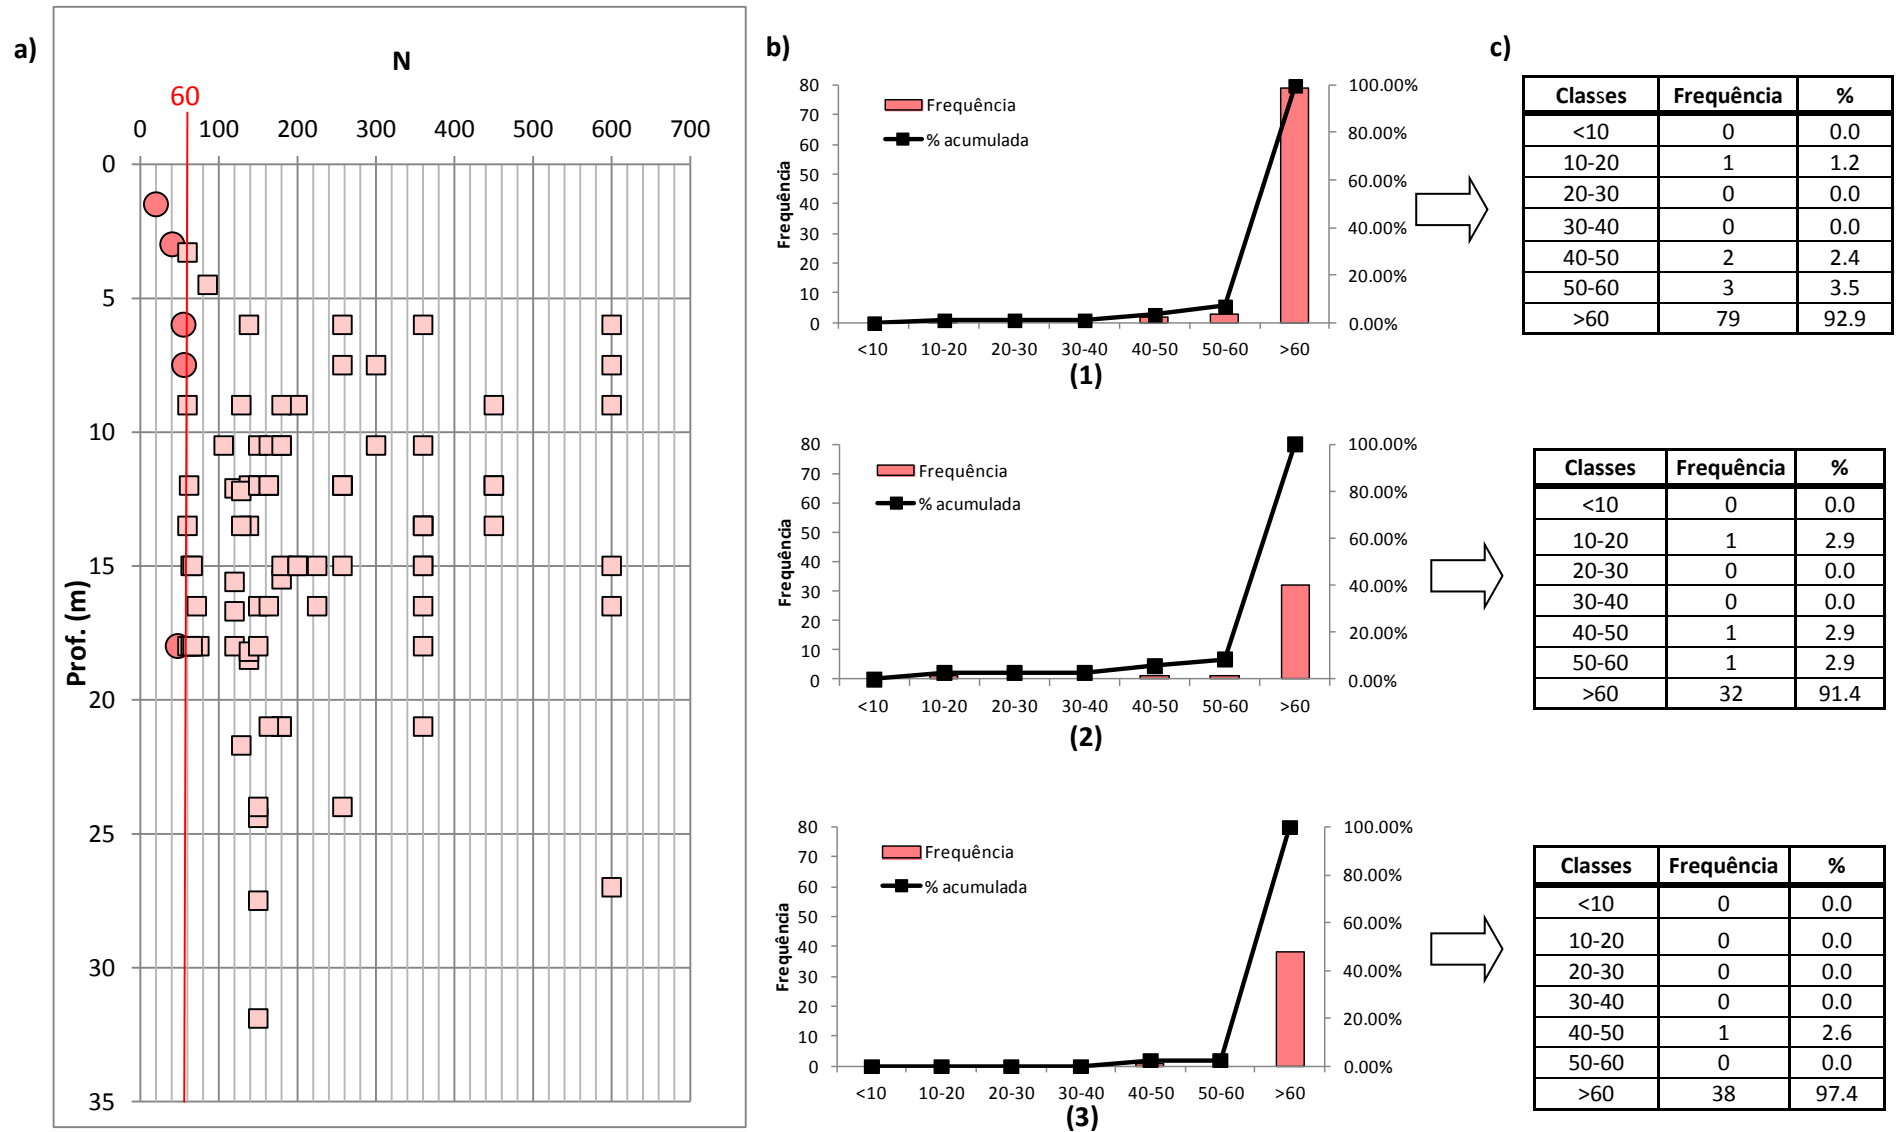 a)
N
60
0 100 200 300 400 500 600 700
0
5
10
15
20
25
30
35
Prof. (m)
b)
80
70
60
50
40
30
20
10
0
Frequência
Frequência
% acumulada
100.00%
80.00%
60.00%
40.00%
20.00%
0.00%
<10 10-20 20-30 30-40 40-50 50-60 >60
(1)
80
70
60
50
40
30
20
10
0
Frequência
Frequência
% acumulada
100.00%
80.00%
60.00%
40.00%
20.00%
0.00%
<10 10-20 20-30 30-40 40-50 50-60 >60
(2)
80
70
60
50
40
30
20
10
0
Frequência
Frequência
% acumulada
100.00%
80.00%
60.00%
40.00%
20.00%
0.00%
<10 10-20 20-30 30-40 40-50 50-60 >60
(3)
c)
Classes Frequência %
<10 0 0.0
10-20 1 1.2
20-30 0 0.0
30-40 0 0.0
40-50 2 2.4
50-60 3 3.5
>60 79 92.9
Classes Frequência %
<10 0 0.0
10-20 1 2.9
20-30 0 0.0
30-40 0 0.0
40-50 1 2.9
50-60 1 2.9
>60 32 91.4
Classes Frequência %
<10 0 0.0
10-20 0 0.0
20-30 0 0.0
30-40 0 0.0
40-50 1 2.6
50-60 0 0.0
>60 38 97.4